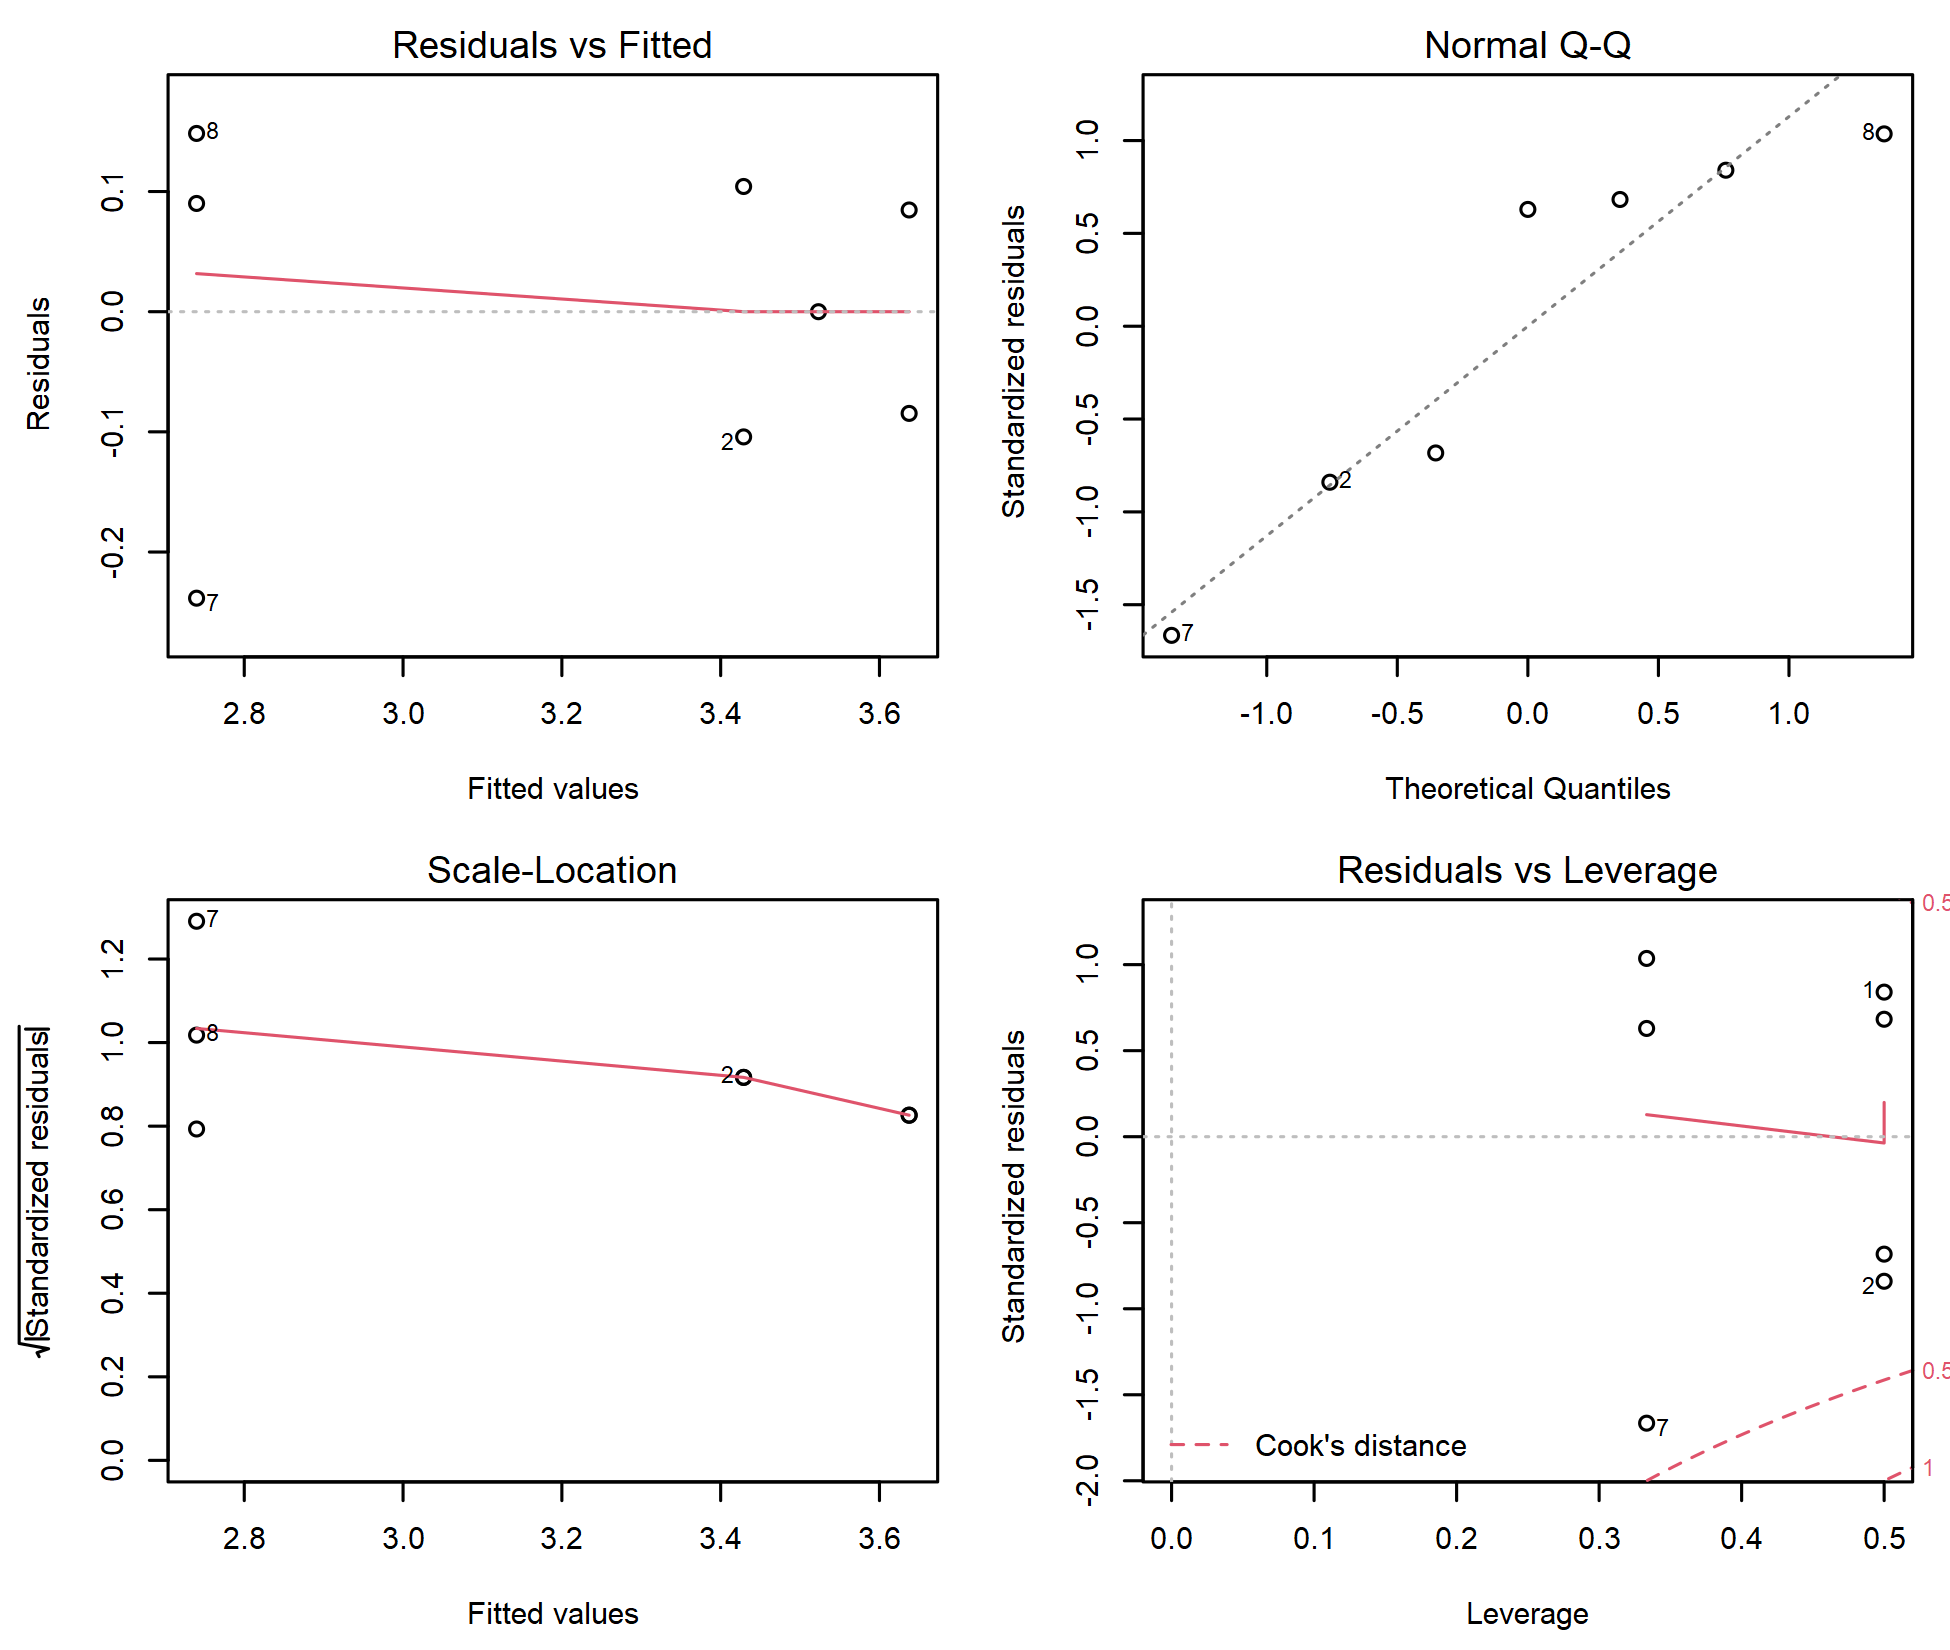 Residuals vs Fitted
Residuals
0.1
0.0
-0.1
-0.2
8
2
7
2.8 3.0 3.2 3.4 3.6
Fitted values
Normal Q-Q
Standardized residuals
1.0
0.5
0.0
-0.5
-1.0
-1.5
8
2
7
-1.0 -0.5 0.0 0.5 1.0
Theoretical Quantiles
Scale-Location
√|Standardized residuals|
1.2
1.0
0.8
0.6
0.4
0.2
0.0
7
8
2
2.8 3.0 3.2 3.4 3.6
Fitted values
Residuals vs Leverage
Standardized residuals
1.0
0.5
0.0
-0.5
-1.0
-1.5
-2.0
0.5
1
2
0.5
7
1
Cook's distance
0.0 0.1 0.2 0.3 0.4 0.5
Leverage